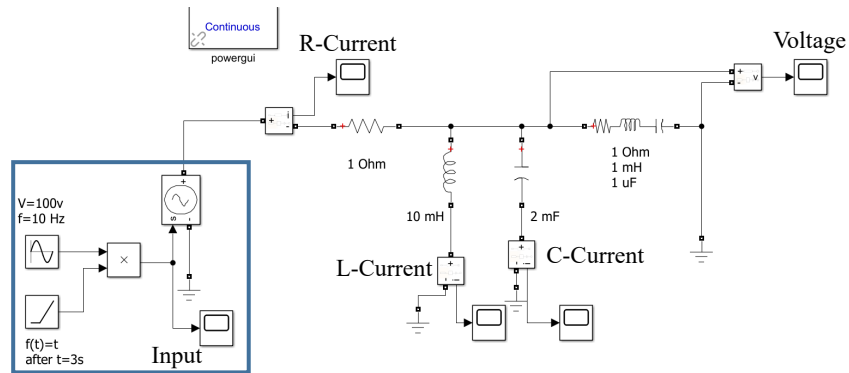 Continuous
powergui
R-Current
Voltage
i
v
1 Ohm
1 Ohm
1 mH
1 uF
V=100v
f=10 Hz
s
10 mH
2 mF
L-Current
C-Current
i
i
×
f(t)=t
after t=3s
Input